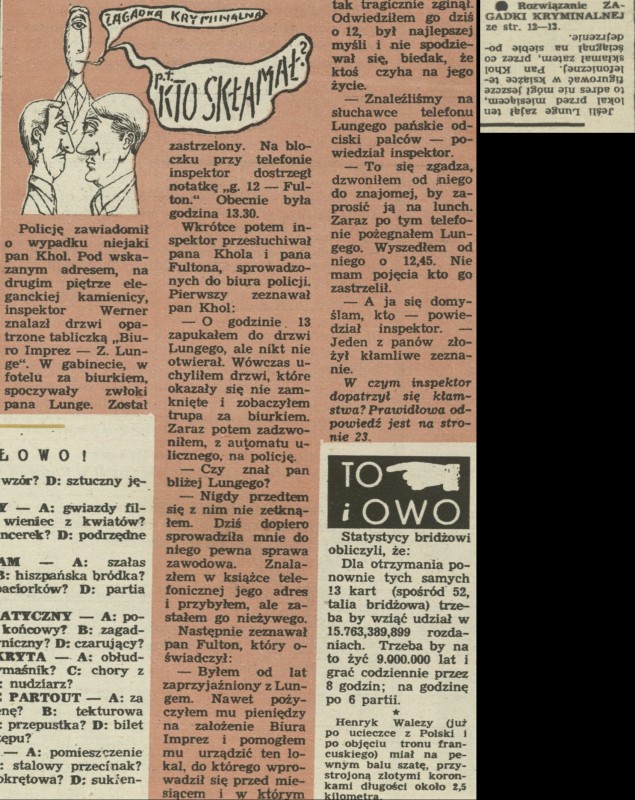 ZAGADKA KRYMINALNA
p.t.
KTO SKŁAMAŁ?
Policję zawiadomił
o wypadku niejaki
pan Khol. Pod wska-
zanym adresem, na
drugim piętrze ele-
ganckiej kamienicy,
inspektor Werner
znalazł drzwi opa-
trzone tabliczką „Biu-
ro Imprez — Z. Lun-
ge". W gabinecie, w
fotelu za biurkiem,
spoczywały zwłoki
pana Lunge. Został
zastrzelony. Na blo-
czku przy telefonie
inspektor dostrzegł
notatkę „g. 12 — Ful-
ton." Obecnie była
godzina 13.30.
Wkrótce potem in-
spektor przesłuchiwał
pana Khola i pana
Fultona, sprowadzo-
nych do biura policji.
Pierwszy zeznawał
pan Khol:
— O godzinie 13
zapukałem do drzwi
Lungego, ale nikt nie
otwierał. Wówczas u-
chyliłem drzwi, które
okazały się nie zam-
knięte i zobaczyłem
trupa za biurkiem.
Zaraz potem zadzwo-
niłem, z automatu u-
licznego, na policję.
— Czy znał pan
bliżej Lungego?
— Nigdy przedtem
się z nim nie zetkną-
łem. Dziś dopiero
sprowadziła mnie do
niego pewna sprawa
zawodowa. Znala-
złem w książce tele-
fonicznej jego adres
i przybyłem, ale za-
stałem go nieżywego.
Następnie zeznawał
pan Fulton, który o-
świadczył:
— Byłem od lat
zaprzyjaźniony z Lun-
gem. Nawet poży-
czyłem mu pieniędzy
na założenie Biura
Imprez i pomogłem
mu urządzić ten lo-
kal, do którego wpro-
wadził się przed mie-
siącem i w którym
tak tragicznie zginął.
Odwiedziłem go dziś
o 12, był najlepszej
myśli i nie spodzie-
wał się, biedak, że
ktoś czyha na jego
życie.
— Znaleźliśmy na
słuchawce telefonu
Lungego pańskie od-
ciski palców — po-
wiedział inspektor.
— To się zgadza,
dzwoniłem od niego
do znajomej, by za-
prosić ją na lunch.
Zaraz po tym telefo-
nie pożegnałem Lun-
gego. Wyszedłem od
niego o 12,45. Nie
mam pojęcia kto go
zastrzelił.
— A ja się domy-
ślam, kto — powie-
dział inspektor. —
Jeden z panów zło-
żył kłamliwe zezna-
nie.
W czym inspektor
dopatrzył się kłam-
stwa? Prawidłowa od-
powiedź jest na stro-
nie 23.
● Rozwiązanie ZA-
GADKI KRYMINALNEJ
ze str. 12—13.
Jeśli Lunge zajął ten
lokal przed miesiącem,
to adres nie mógł jeszcze
figurować w książce te-
lefonicznej. Pan Khol
skłamał zatem, przez co
ściągnął na siebie po-
dejrzenie.
ŁOWO!
wzór? D: sztuczny ję-
Y — A: gwiazdy fil-
wieniec z kwiatów?
ncerek? D: podrzędne
AM — A: szałas
B: hiszpańska bródka?
paciorków? D: partia
ATYCZNY — A: po-
końcowy? B: zagad-
niczny? D: czarujący?
KRYTA — A: obłud-
ymaśnik? C: chory z
: nudziarz?
E PARTOUT — A: za
enę? B: tekturowa
: przepustka? D: bilet
ępu?
— A: pomieszczenie
: stalowy przecinak?
okrętowa? D: sukien-
TO
i OWO
Statystycy bridżowi
obliczyli, że:
Dla otrzymania po-
nownie tych samych
13 kart (spośród 52,
talia bridżowa) trze-
ba by wziąć udział w
15.763,389,899 rozda-
niach. Trzeba by na
to żyć 9.000.000 lat i
grać codziennie przez
8 godzin; na godzinę
po 6 partii.
★
Henryk Walezy (już
po ucieczce z Polski i
po objęciu tronu fran-
cuskiego) miał na pe-
wnym balu szatę, przy-
strojoną złotymi koron-
kami długości około 2,5
kilometra.